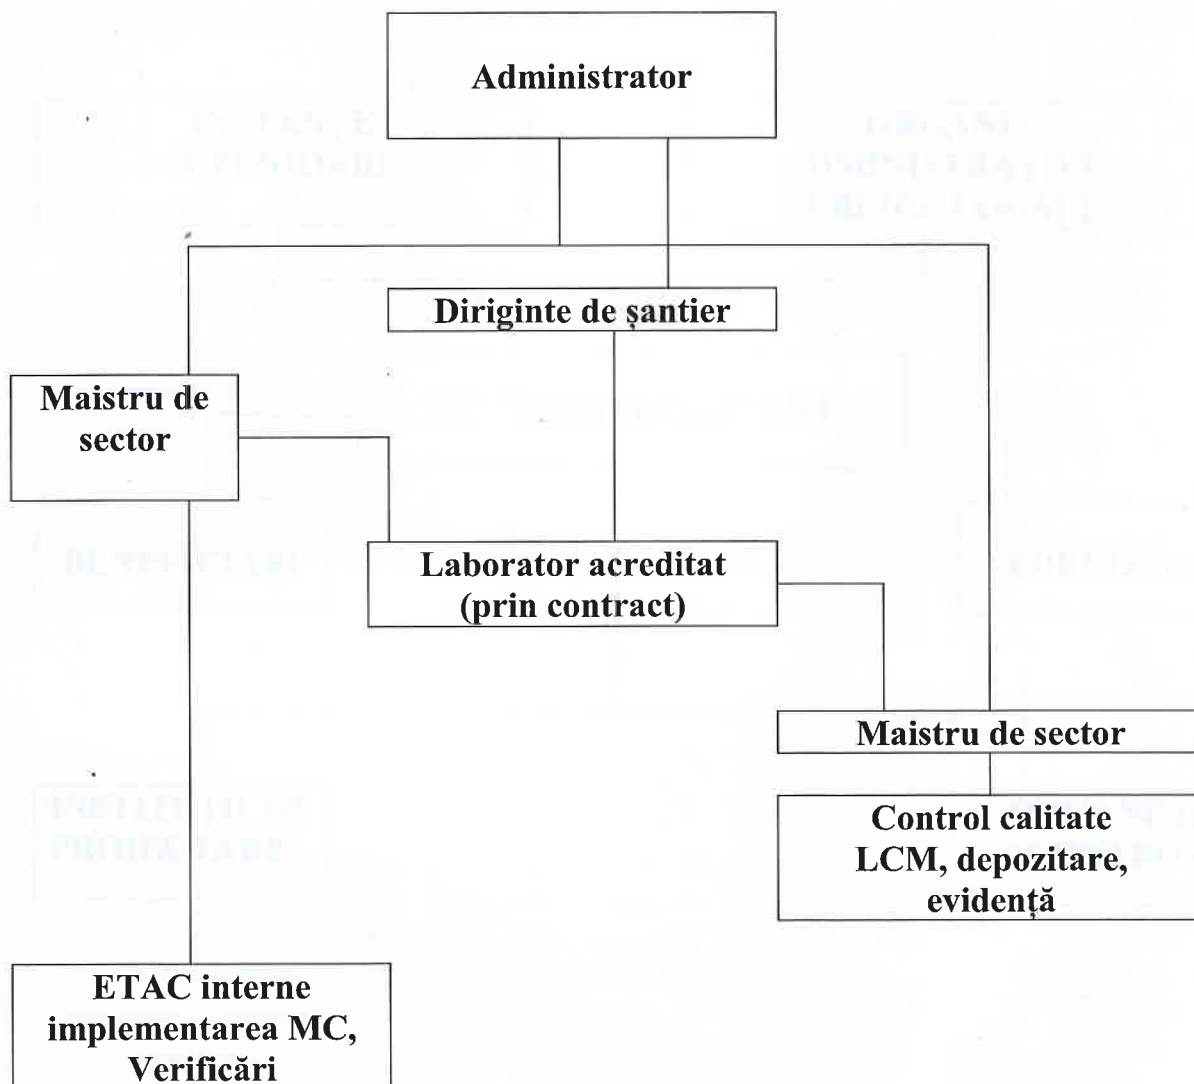 Administrator
Diriginte de șantier
Maistru de
sector
Laborator acreditat
(prin contract)
Maistru de sector
Control calitate
LCM, depozitare,
evidență
ETAC interne
implementarea MC,
Verificări